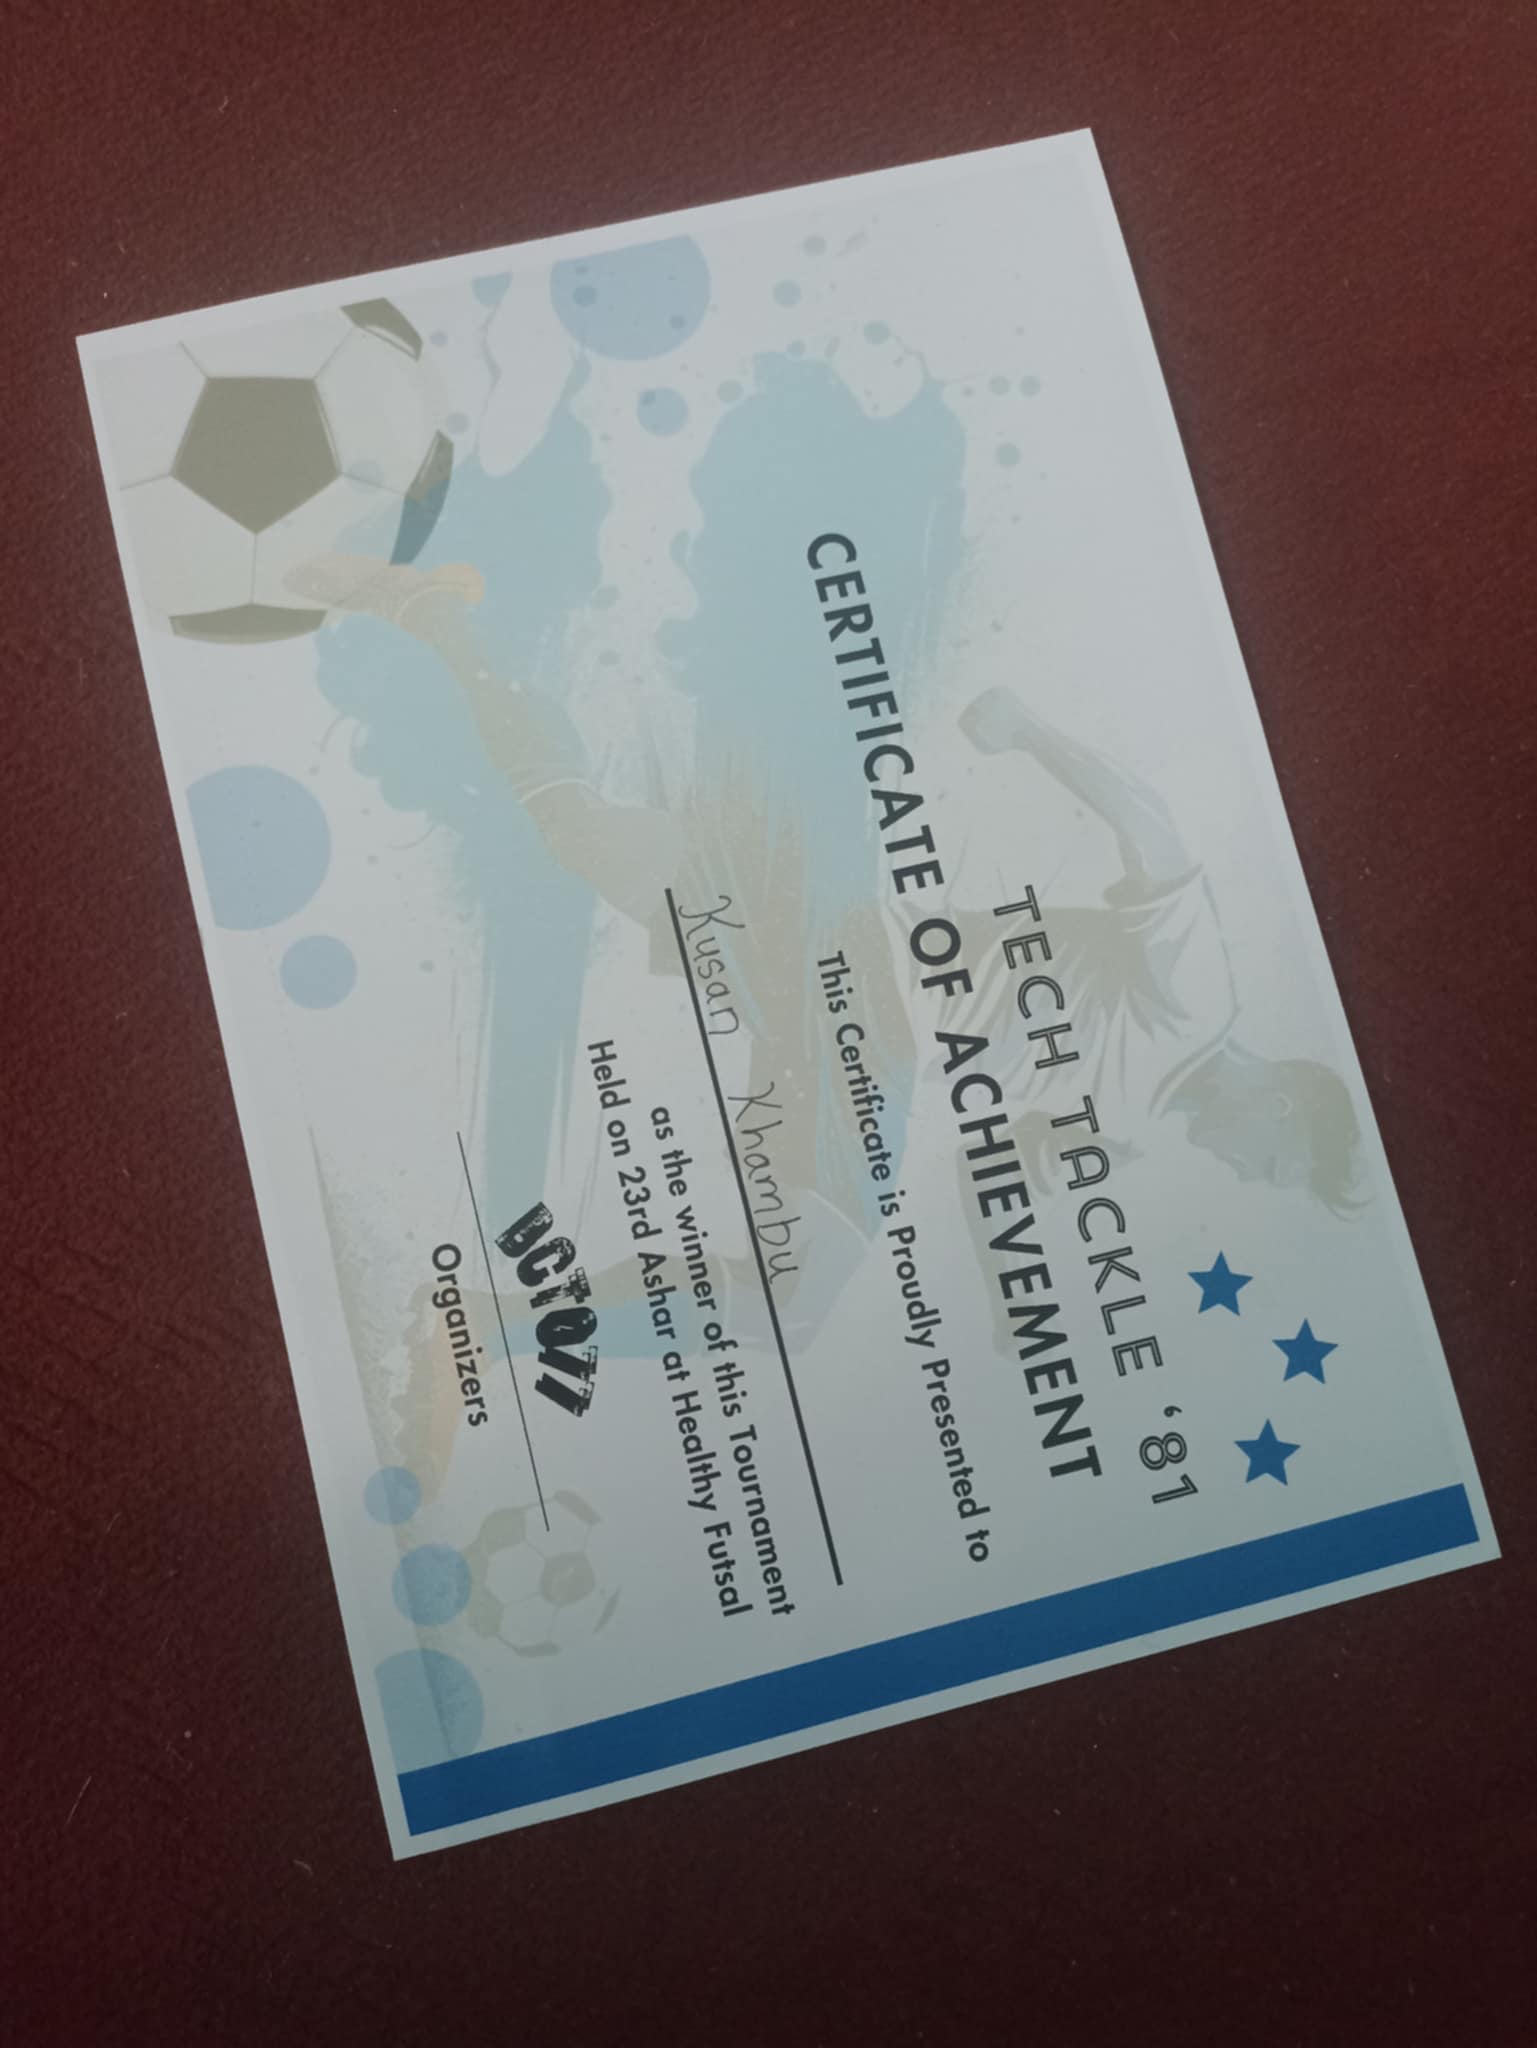 TECH TACKLE ‘81
CERTIFICATE OF ACHIEVEMENT
This Certificate is Proudly Presented to
Kusan Khambu
as the winner of this Tournament
Held on 23rd Ashar at Healthy Futsal
Organizers